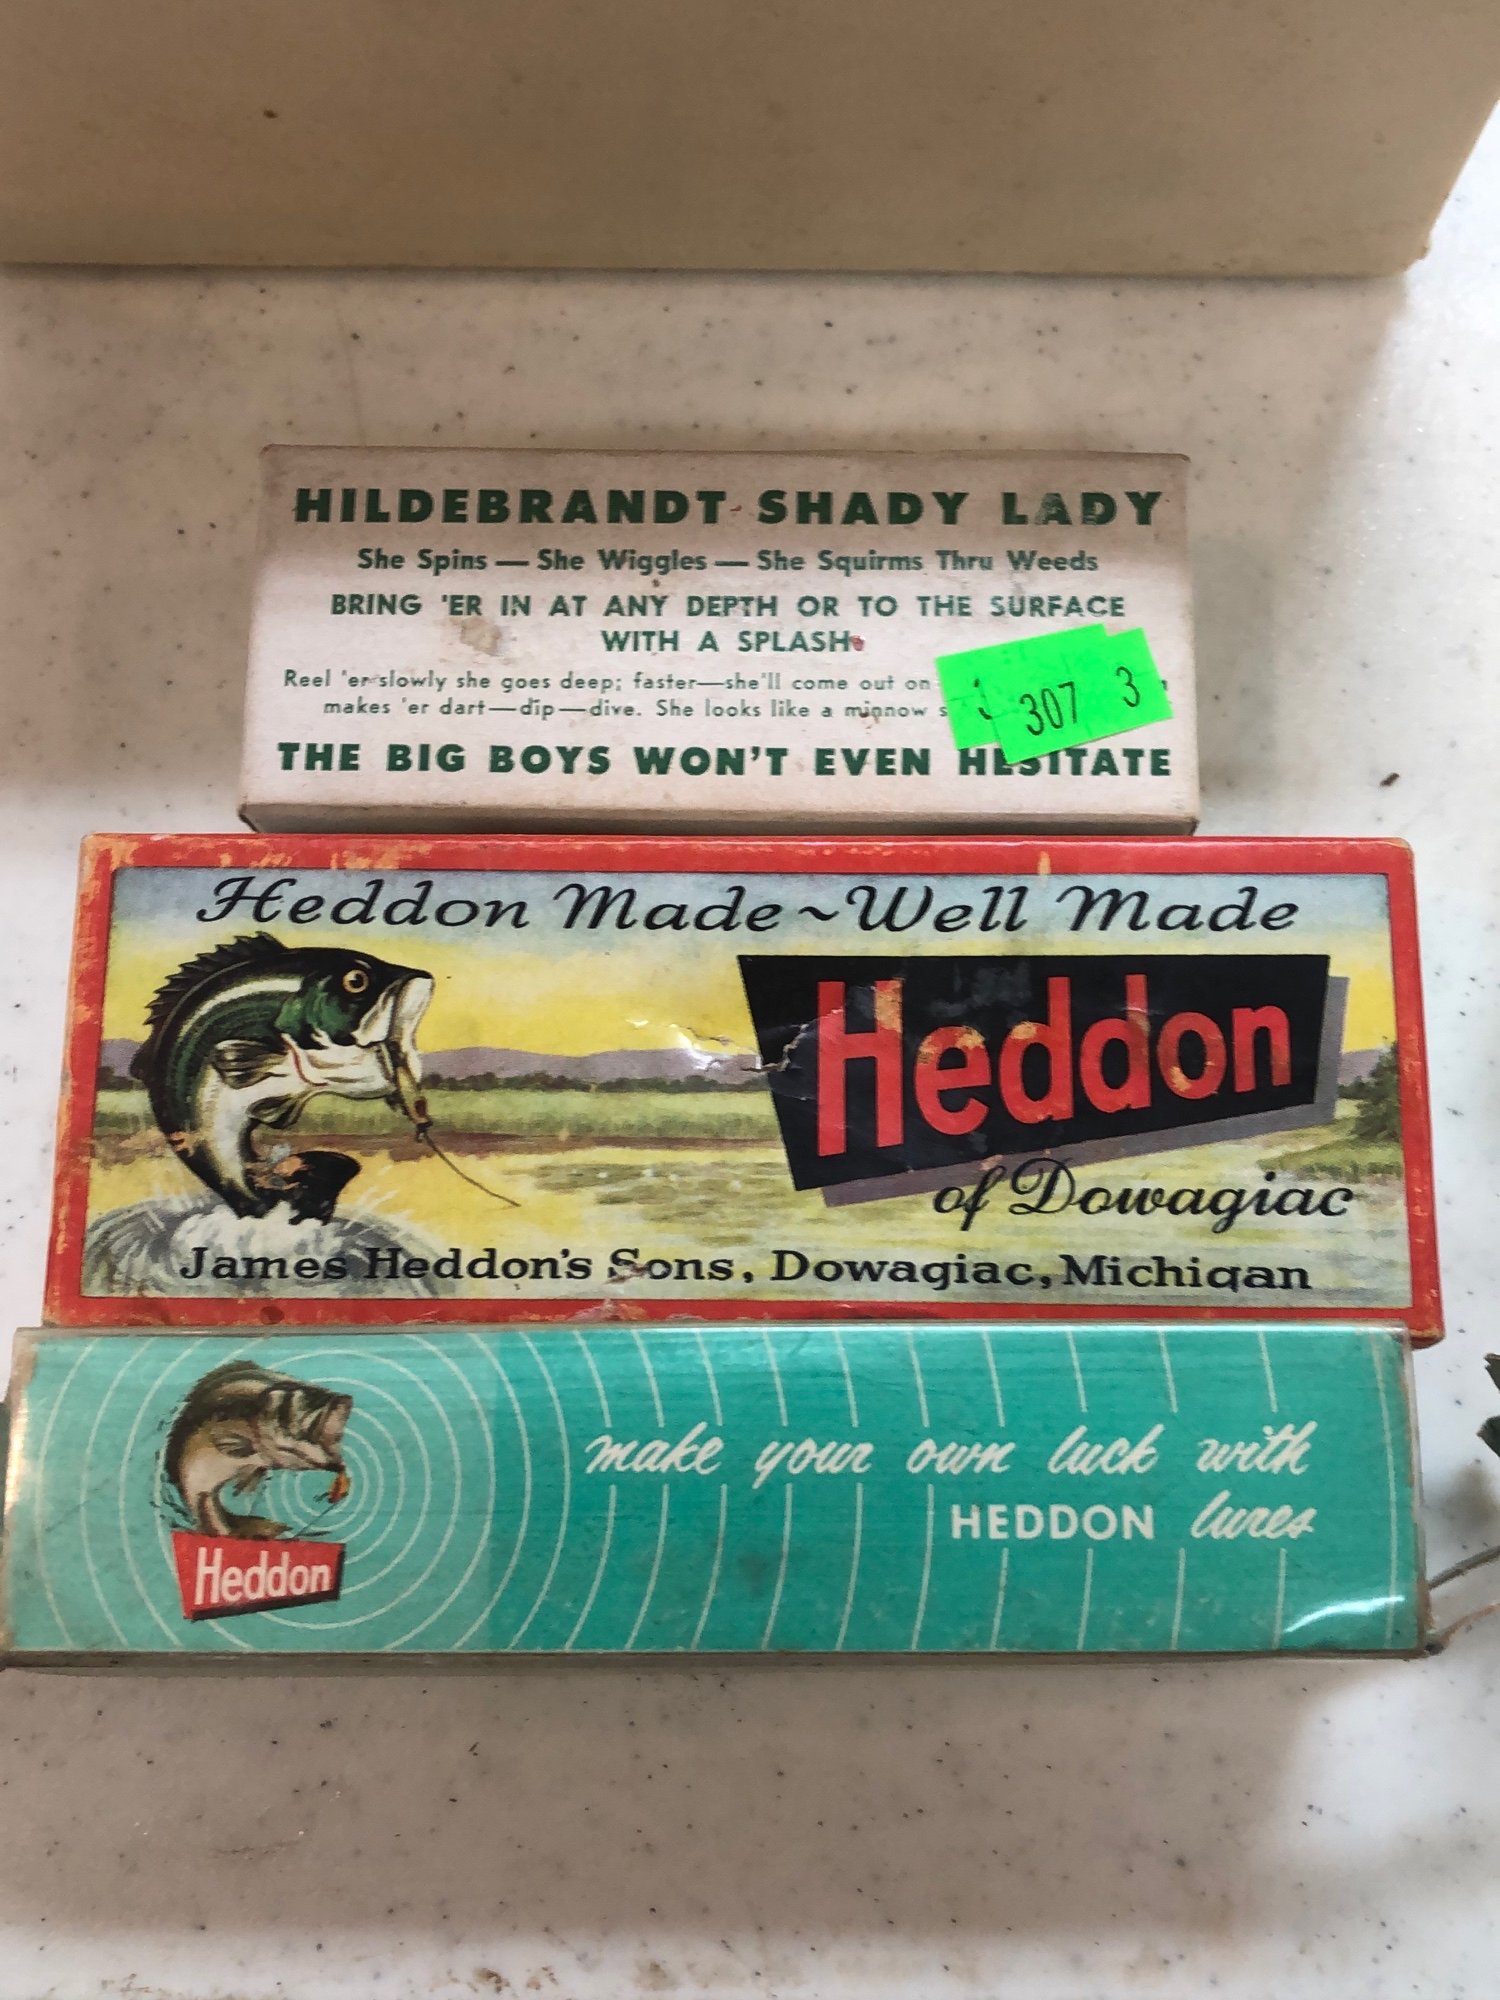 HILDEBRANDT SHADY LADY
She Spins — She Wiggles — She Squirms Thru Weeds
BRING 'ER IN AT ANY DEPTH OR TO THE SURFACE
WITH A SPLASH.
Reel 'er slowly she goes deep; faster—she'll come out on
makes 'er dart—dip—dive. She looks like a minnow
307 3
THE BIG BOYS WON'T EVEN HESITATE
Heddon Made ~ Well Made
Heddon
of Dowagiac
James Heddon's Sons, Dowagiac, Michigan
make your own luck with
HEDDON lures
Heddon